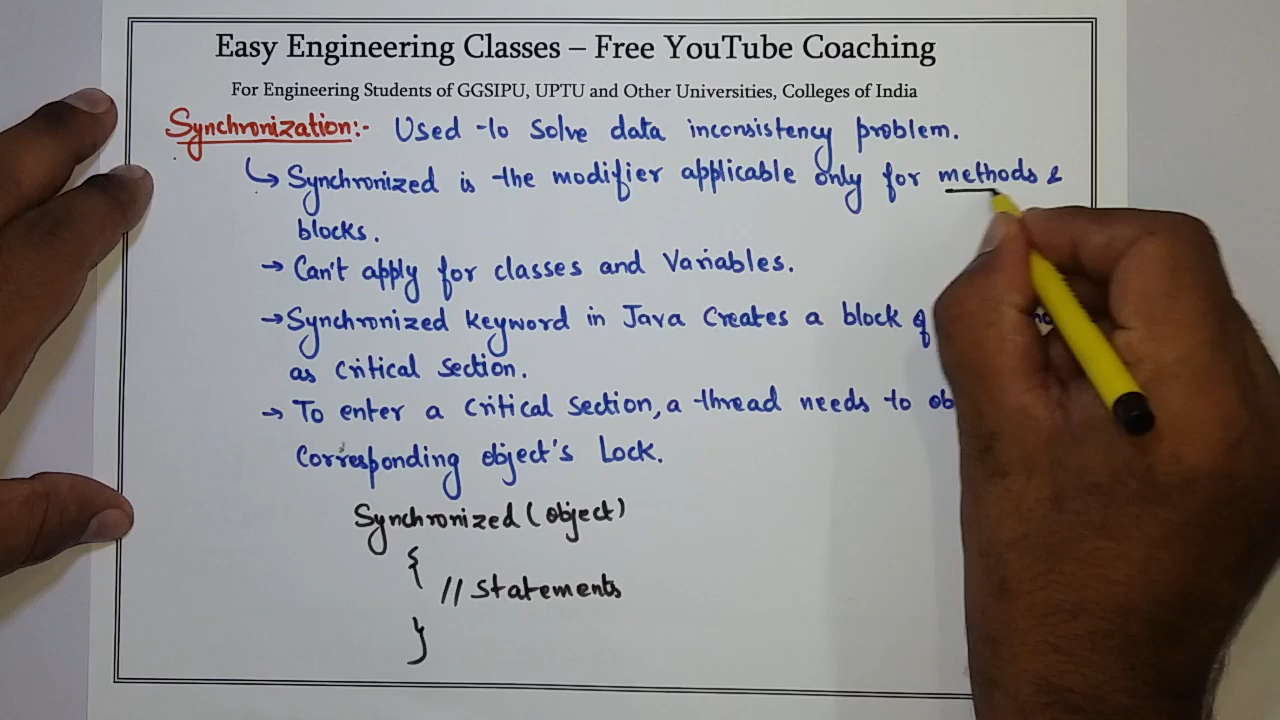 Easy Engineering Classes – Free YouTube Coaching
For Engineering Students of GGSIPU, UPTU and Other Universities, Colleges of India
Synchronization:- Used to solve data inconsistency problem.
↳ Synchronized is the modifier applicable only for methods &
blocks.
→ Can't apply for classes and Variables.
→ Synchronized keyword in Java Creates a block of
as critical section.
→ To enter a critical section, a thread needs to
Corresponding object's Lock.
Synchronized (object)
{
// Statements
}